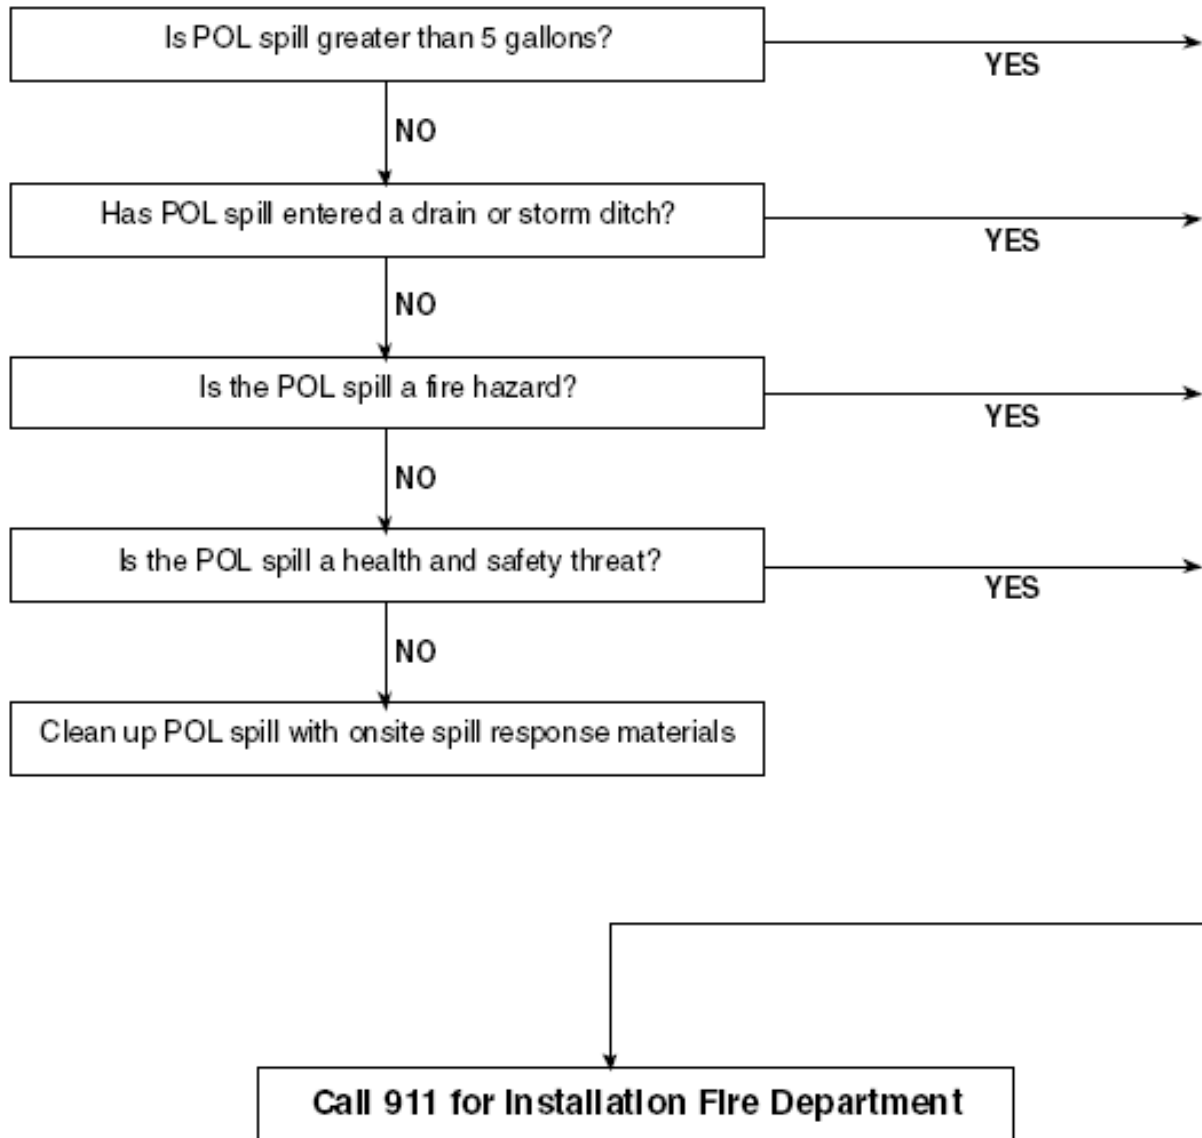 Is POL spill greater than 5 gallons?
YES
NO
Has POL spill entered a drain or storm ditch?
YES
NO
Is the POL spill a fire hazard?
YES
NO
Is the POL spill a health and safety threat?
YES
NO
Clean up POL spill with onsite spill response materials
Call 911 for Installation Fire Department